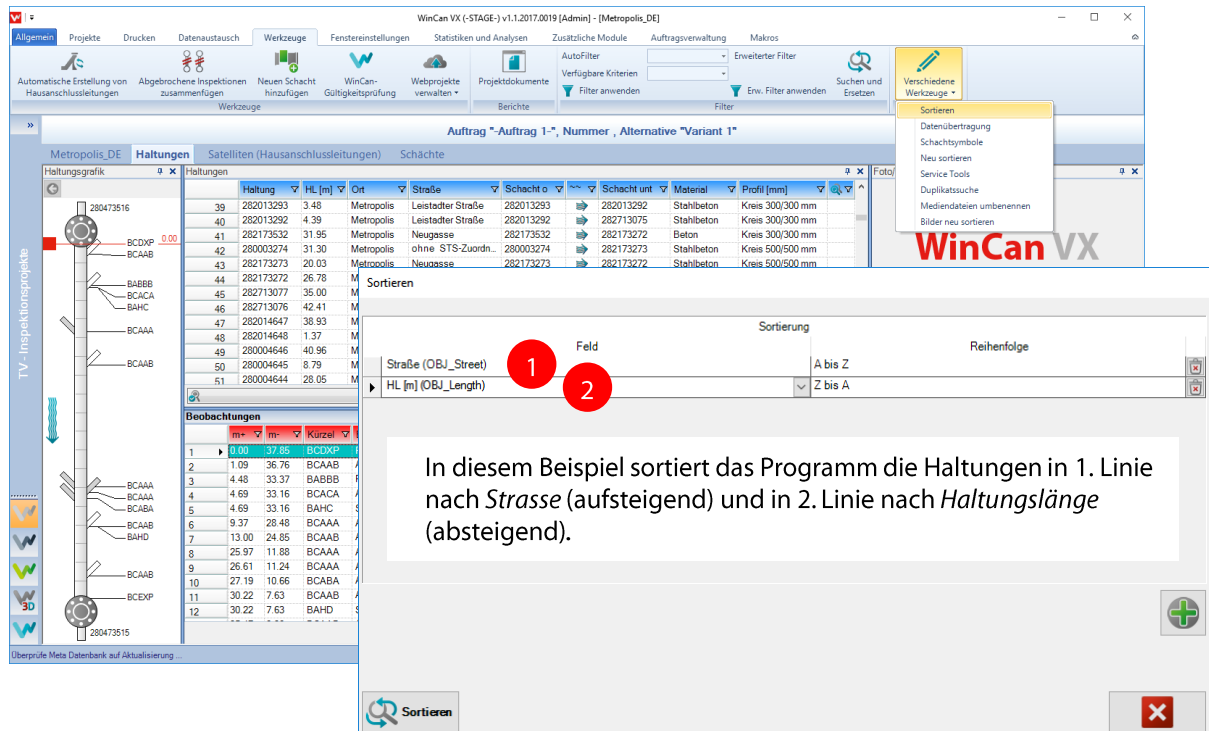 WinCan VX (-STAGE-) v1.1.2017.0019 [Admin] - [Metropolis_DE]
Allgemein Projekte Drucken Datenaustausch Werkzeuge Fenstereinstellungen Statistiken und Analysen Zusätzliche Module Auftragsverwaltung Makros
Automatische Erstellung von Hausanschlussleitungen
Abgebrochene Inspektionen zusammenfügen
Neuen Schacht hinzufügen
WinCan-Gültigkeitsprüfung
Webprojekte verwalten
Projektdokumente
AutoFilter
Verfügbare Kriterien
Filter anwenden
Erweiterter Filter
Erw. Filter anwenden
Suchen und Ersetzen
Verschiedene Werkzeuge
Werkzeuge Berichte Filter
Sortieren
Datenübertragung
Schachtsymbole
Neu sortieren
Service Tools
Duplikatssuche
Mediendateien umbenennen
Bilder neu sortieren
Auftrag "-Auftrag 1-", Nummer , Alternative "Variant 1"
Metropolis_DE Haltungen Satelliten (Hausanschlussleitungen) Schächte
TV - Inspektionsprojekte
Haltungsgrafik
280473516
0.00
BCDXP
BCAAB
BABBB
BCACA
BAHC
BCAAA
BCAAB
BCAAA
BCAAA
BCABA
BCAAB
BAHD
BCAAB
BCEXP
280473515
3D
Haltungen
Haltung HL [m] Ort Straße Schacht o ~~ Schacht unt Material Profil [mm]
39 282013293 3.48 Metropolis Leistadter Straße 282013293 282013292 Stahlbeton Kreis 300/300 mm
40 282013292 4.39 Metropolis Leistadter Straße 282013292 282713075 Stahlbeton Kreis 300/300 mm
41 282173532 31.95 Metropolis Neugasse 282173532 282173272 Beton Kreis 300/300 mm
42 280003274 31.30 Metropolis ohne STS-Zuordn... 280003274 282173273 Stahlbeton Kreis 500/500 mm
43 282173273 20.03 Metropolis Neugasse 282173273 282173272 Stahlbeton Kreis 500/500 mm
44 282173272 26.78 M
45 282713077 35.00 M
46 282713076 42.41 M
47 282014647 38.93 M
48 282014648 1.37 M
49 280004646 40.96 M
50 280004645 8.79 M
51 280004644 28.05 M
Foto/
WinCan VX
Beobachtungen
m+ m- Kürzel
1 0.00 37.85 BCDXP
2 1.09 36.76 BCAAB
3 4.48 33.37 BABBB
4 4.69 33.16 BCACA
5 4.69 33.16 BAHC
6 9.37 28.48 BCAAA
7 13.00 24.85 BCAAB
8 25.97 11.88 BCAAA
9 26.61 11.24 BCAAA
10 27.19 10.66 BCABA
11 30.22 7.63 BCAAB
12 30.22 7.63 BAHD
Überprüfe Meta Datenbank auf Aktualisierung ...
Sortieren
Sortierung
Feld Reihenfolge
Straße (OBJ_Street) 1 A bis Z
HL [m] (OBJ_Length) 2 Z bis A
In diesem Beispiel sortiert das Programm die Haltungen in 1. Linie
nach Strasse (aufsteigend) und in 2. Linie nach Haltungslänge
(absteigend).
Sortieren